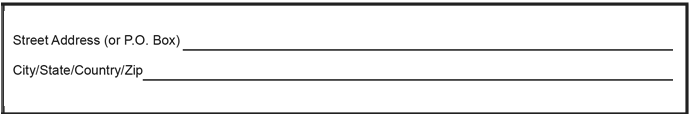 Street Address (or P.O. Box)
City/State/Country/Zip